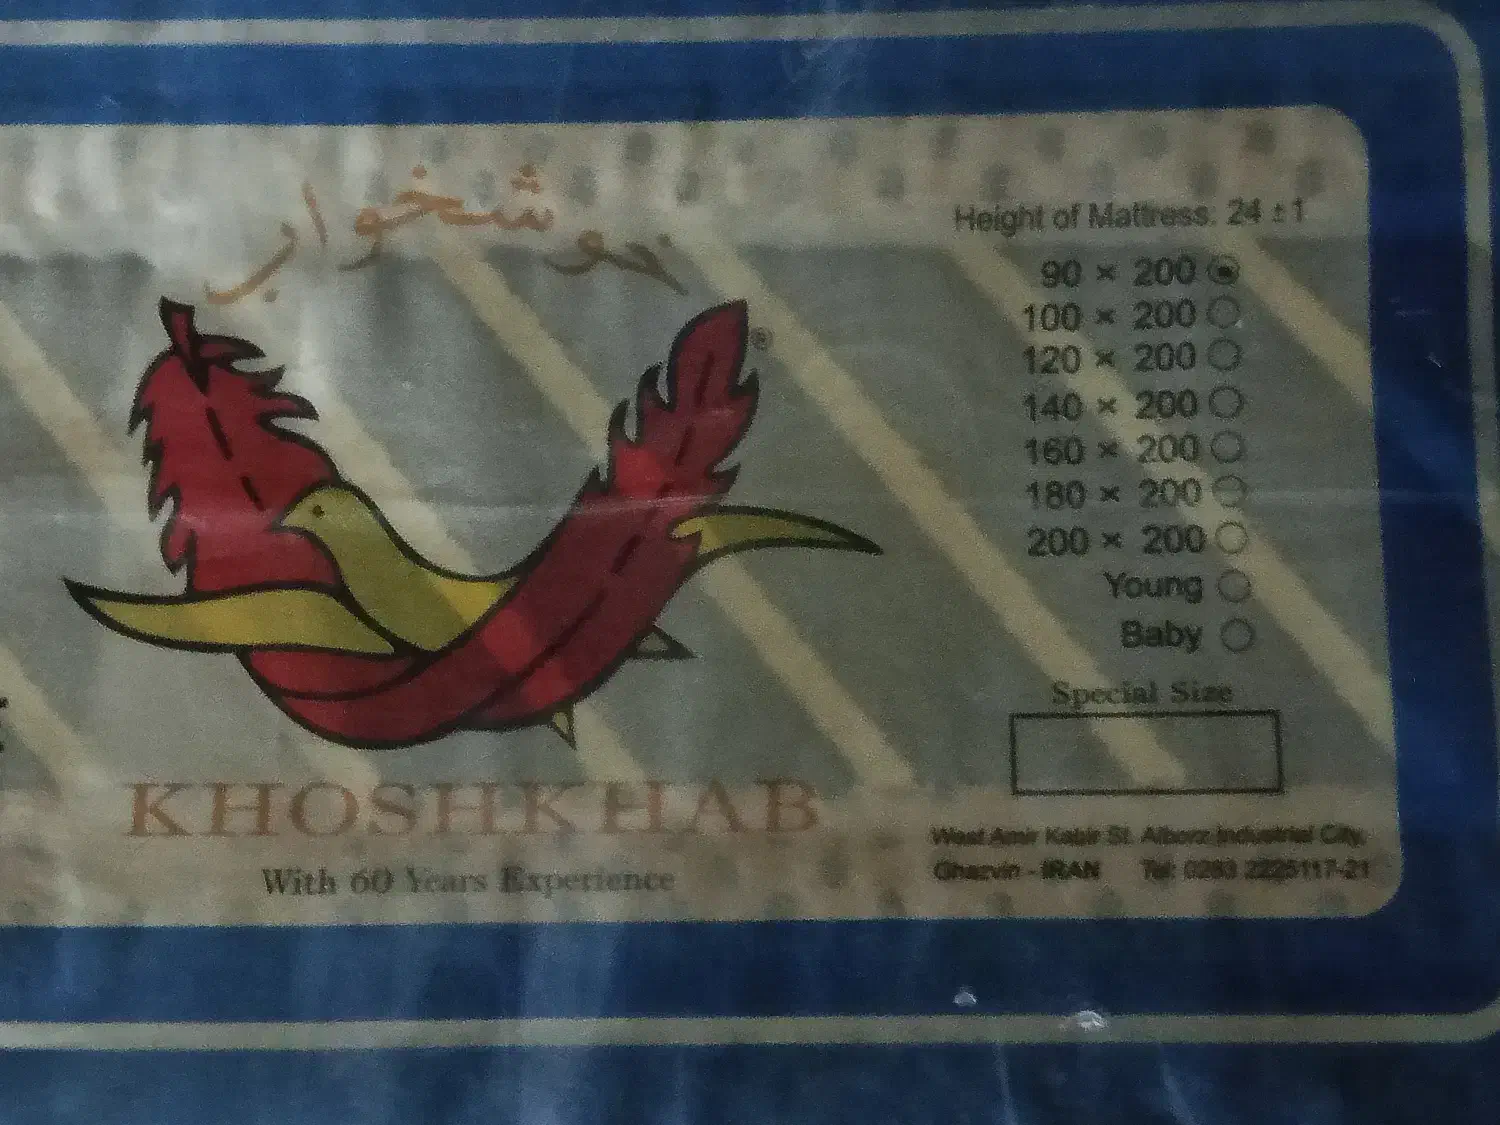 خوشخواب
®
KHOSHKHAB
With 60 Years Experience
Height of Mattress: 24 ±1
90 × 200
100 × 200
120 × 200
140 × 200
160 × 200
180 × 200
200 × 200
Young
Baby
Special Size
West Amir Kabir St. Alborz Industrial City,
Ghazvin - IRAN Tel: 0283 2225117-21